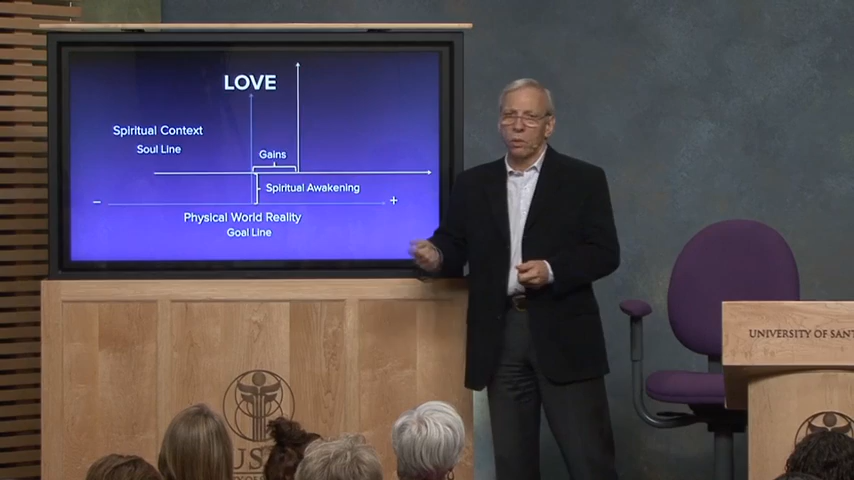 LOVE
Spiritual Context
Soul Line
Gains
Spiritual Awakening
−
+
Physical World Reality
Goal Line
UNIVERSITY OF SANT